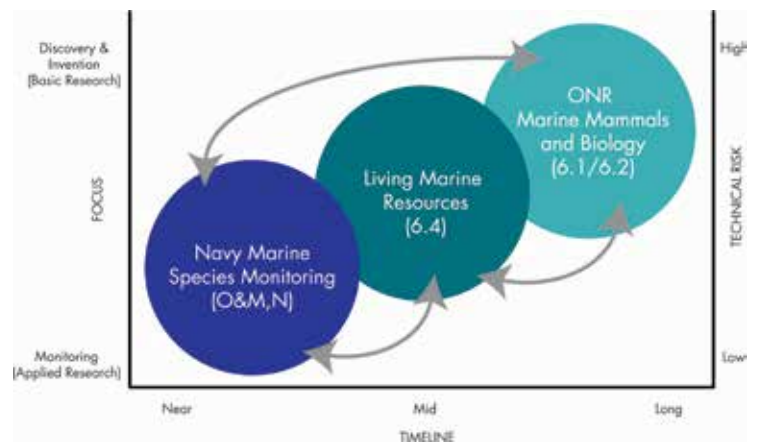 Discovery &
Invention
(Basic Research)
FOCUS
Monitoring
(Applied Research)
Navy Marine
Species Monitoring
(O&M,N)
Living Marine
Resources
(6.4)
ONR
Marine Mammals
and Biology
(6.1/6.2)
High
TECHNICAL RISK
Low
Near
Mid
Long
TIMELINE